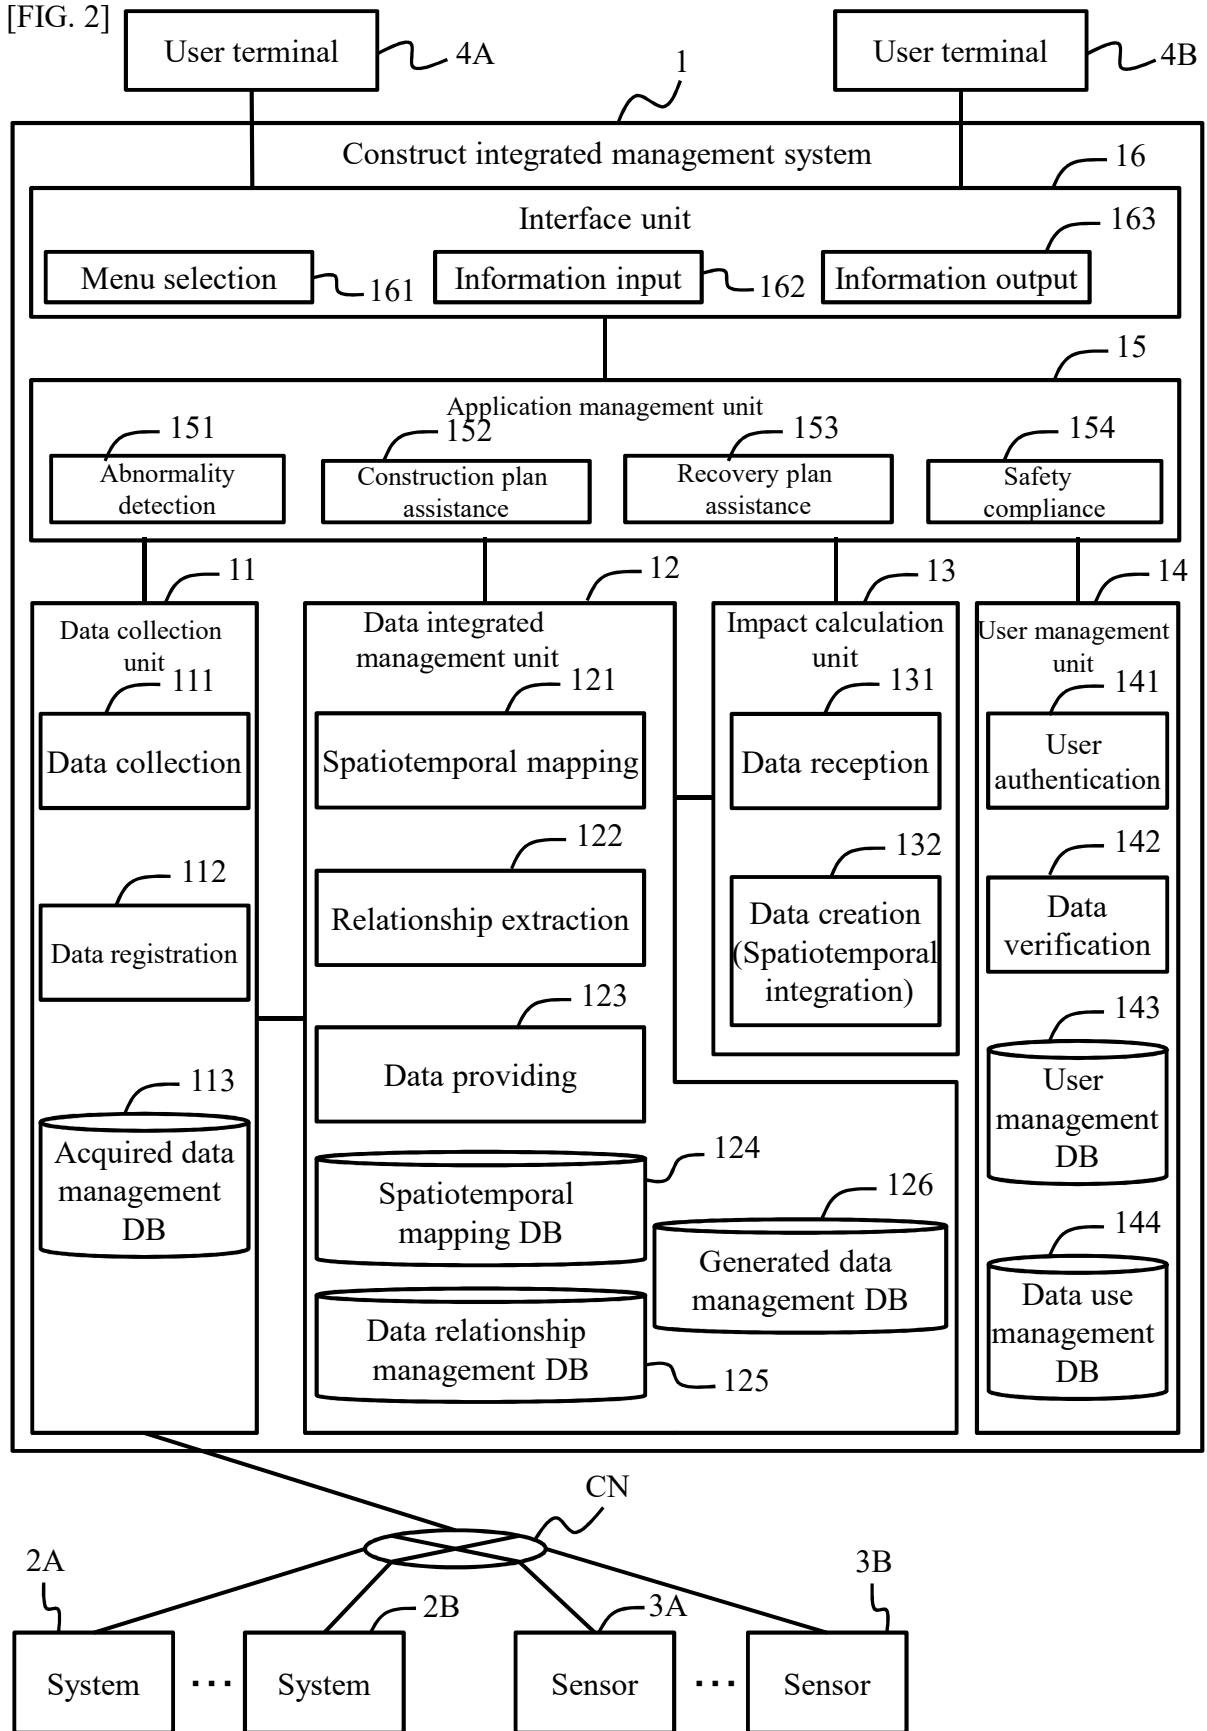 [FIG. 2]
User terminal
4A
User terminal
4B
1
Construct integrated management system
16
Interface unit
163
Menu selection
161
Information input
162
Information output
15
Application management unit
151
152
153
154
Abnormality
detection
Construction plan
assistance
Recovery plan
assistance
Safety
compliance
11
12
13
14
Data collection
unit
111
Data collection
112
Data registration
113
Acquired data
management
DB
Data integrated
management unit
121
Spatiotemporal mapping
122
Relationship extraction
123
Data providing
124
Spatiotemporal
mapping DB
126
Generated data
management DB
Data relationship
management DB
125
Impact calculation
unit
131
Data reception
132
Data creation
(Spatiotemporal
integration)
User management
unit
141
User
authentication
142
Data
verification
143
User
management
DB
144
Data use
management
DB
CN
2A
2B
3A
3B
System
...
System
Sensor
...
Sensor